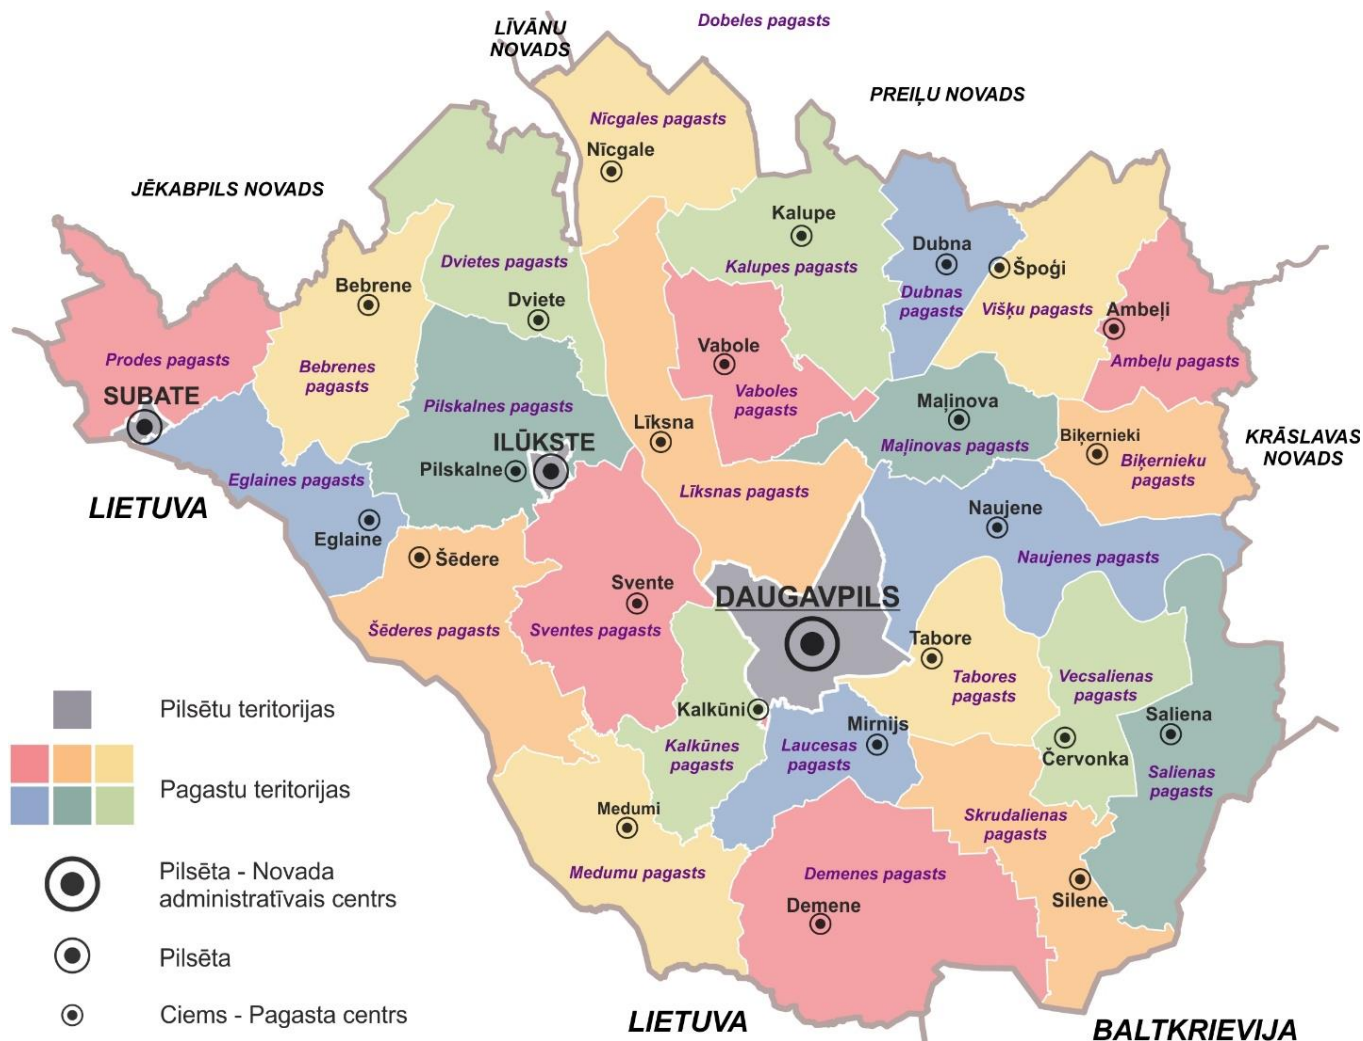 Dobeles pagasts
LĪVĀNU
NOVADS
PREIĻU NOVADS
Nīcgales pagasts
Nīcgale
JĒKABPILS NOVADS
Kalupe
Kalupes pagasts
Dubna
Dubnas
pagasts
Špoģi
Višķu pagasts
Ambeļi
Ambeļu pagasts
Dvietes pagasts
Dviete
Bebrene
Bebrenes
pagasts
Prodes pagasts
SUBATE
Vabole
Vaboles
pagasts
Pilskalnes pagasts
ILŪKSTE
Pilskalne
Līksna
Līksnas pagasts
Maļinova
Maļinovas pagasts
Biķernieki
Biķernieku
pagasts
KRĀSLAVAS
NOVADS
Eglaines pagasts
Eglaine
LIETUVA
Šēdere
Šēderes pagasts
Naujene
Naujenes pagasts
Svente
Sventes pagasts
DAUGAVPILS
Tabore
Tabores
pagasts
Vecsalienas
pagasts
Červonka
Saliena
Salienas
pagasts
Kalkūni
Kalkūnes
pagasts
Mirnijs
Laucesas
pagasts
Medumi
Medumu pagasts
Skrudalienas
pagasts
Silene
Demenes pagasts
Demene
LIETUVA
BALTKRIEVIJA
Pilsētu teritorijas
Pagastu teritorijas
Pilsēta - Novada
administratīvais centrs
Pilsēta
Ciems - Pagasta centrs